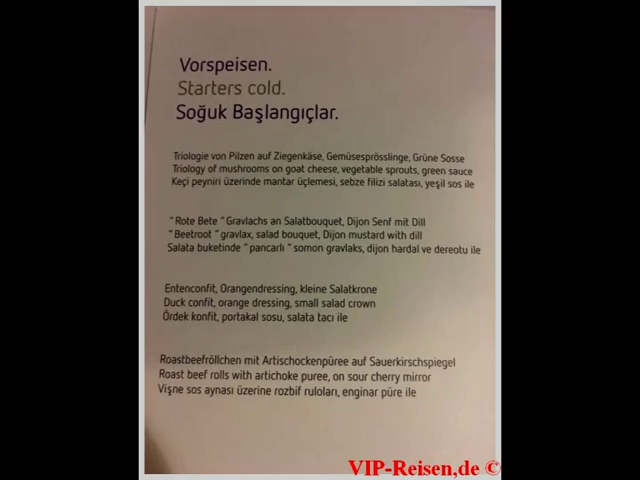 Vorspeisen.
Starters cold.
Soğuk Başlangıçlar.
Triologie von Pilzen auf Ziegenkäse, Gemüsesprösslinge, Grüne Sosse
Triology of mushrooms on goat cheese, vegetable sprouts, green sauce
Keçi peyniri üzerinde mantar üçlemesi, sebze filizi salatası, yeşil sos ile
"Rote Bete" Gravlachs an Salatbouquet, Dijon Senf mit Dill
"Beetroot" gravlax, salad bouquet, Dijon mustard with dill
Salata buketinde "pancarlı" somon gravlaks, dijon hardal ve dereotu ile
Entenconfit, Orangendressing, kleine Salatkrone
Duck confit, orange dressing, small salad crown
Ördek konfit, portakal sosu, salata tacı ile
Roastbeefröllchen mit Artischockenpüree auf Sauerkirschspiegel
Roast beef rolls with artichoke puree, on sour cherry mirror
Vişne sos aynası üzerine rozbif ruloları, enginar püre ile
VIP-Reisen,de ©